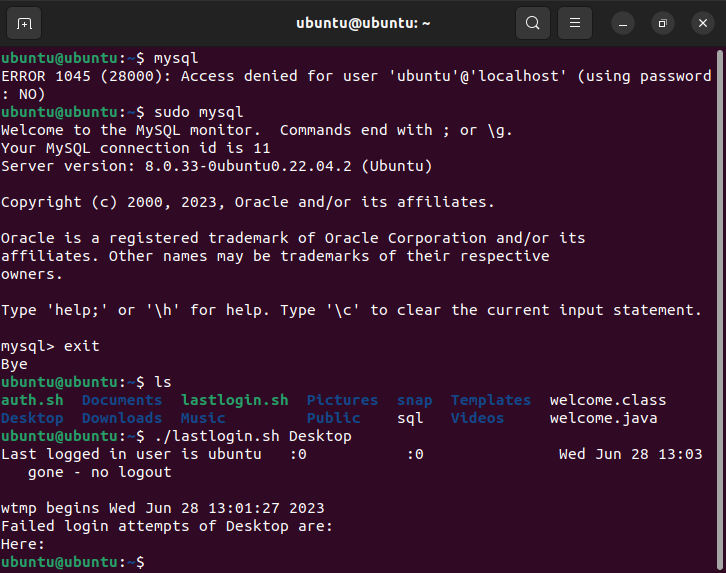 ubuntu@ubuntu: ~
ubuntu@ubuntu:~$ mysql
ERROR 1045 (28000): Access denied for user 'ubuntu'@'localhost' (using password
: NO)
ubuntu@ubuntu:~$ sudo mysql
Welcome to the MySQL monitor.  Commands end with ; or \g.
Your MySQL connection id is 11
Server version: 8.0.33-0ubuntu0.22.04.2 (Ubuntu)
Copyright (c) 2000, 2023, Oracle and/or its affiliates.
Oracle is a registered trademark of Oracle Corporation and/or its
affiliates. Other names may be trademarks of their respective
owners.
Type 'help;' or '\h' for help. Type '\c' to clear the current input statement.
mysql> exit
Bye
ubuntu@ubuntu:~$ ls
auth.sh  Documents  lastlogin.sh  Pictures  snap  Templates  welcome.class
Desktop  Downloads  Music         Public    sql   Videos     welcome.java
ubuntu@ubuntu:~$ ./lastlogin.sh Desktop
Last logged in user is ubuntu   :0           :0               Wed Jun 28 13:03
   gone - no logout
wtmp begins Wed Jun 28 13:01:27 2023
Failed login attempts of Desktop are:
Here:
ubuntu@ubuntu:~$